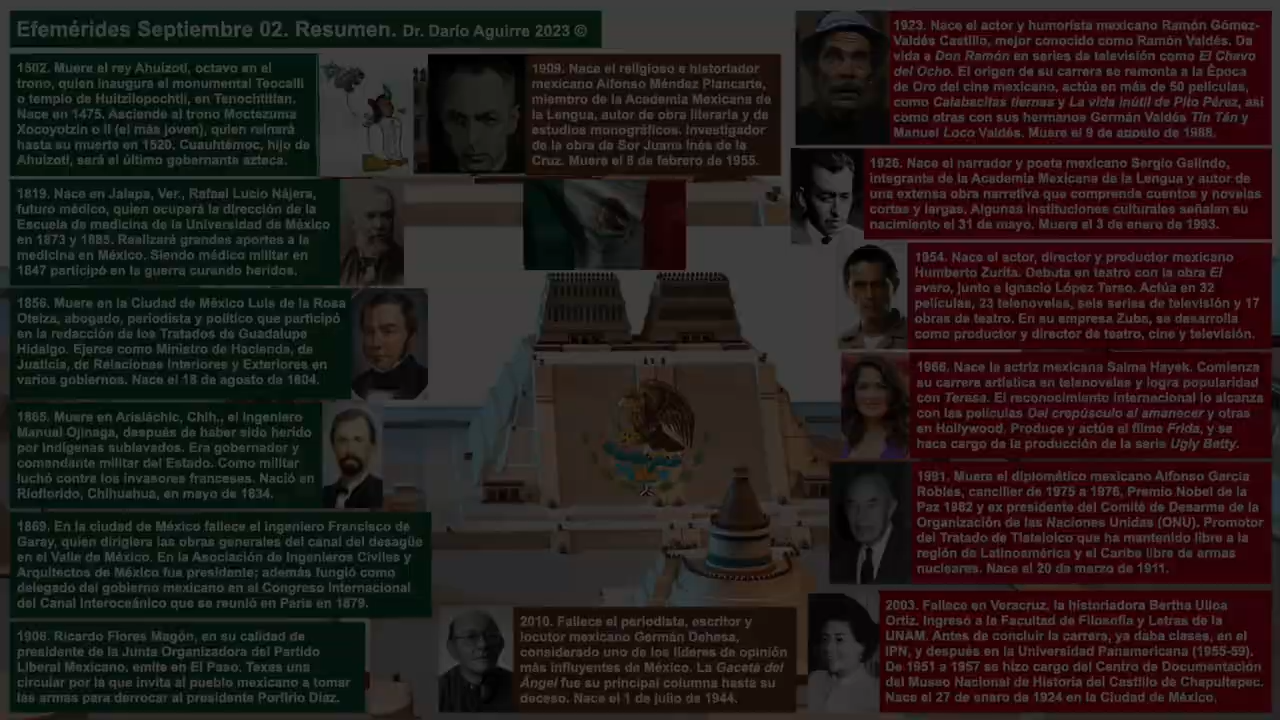 Efemérides Septiembre 02. Resumen. Dr. Darío Aguirre 2023 ©
1502. Muere el rey Ahuizotl, octavo en el
trono, quien inaugura el monumental Teocalli
o templo de Huitzilopochtli, en Tenochtitlan.
Nace en 1475. Asciende al trono Moctezuma
Xocoyotzin o II (el más joven), quien reinará
hasta su muerte en 1520. Cuauhtémoc, hijo de
Ahuizotl, será el último gobernante azteca.
1819. Nace en Jalapa, Ver., Rafael Lucio Nájera,
futuro médico, quien ocupará la dirección de la
Escuela de medicina de la Universidad de México
en 1873 y 1885. Realizará grandes aportes a la
medicina en México. Siendo médico militar en
1847 participó en la guerra curando heridos.
1856. Muere en la Ciudad de México Luis de la Rosa
Oteiza, abogado, periodista y político que participó
en la redacción de los Tratados de Guadalupe
Hidalgo. Ejerce como Ministro de Hacienda, de
Justicia, de Relaciones Interiores y Exteriores en
varios gobiernos. Nace el 18 de agosto de 1804.
1865. Muere en Arisiáchic, Chih., el ingeniero
Manuel Ojinaga, después de haber sido herido
por indígenas sublevados. Era gobernador y
comandante militar del Estado. Como militar
luchó contra los invasores franceses. Nació en
Ríoflorido, Chihuahua, en mayo de 1834.
1869. En la ciudad de México fallece el ingeniero Francisco de
Garay, quien dirigiera las obras generales del canal del desagüe
en el Valle de México. En la Asociación de Ingenieros Civiles y
Arquitectos de México fue presidente; además fungió como
delegado del gobierno mexicano en el Congreso Internacional
del Canal Interoceánico que se reunió en París en 1879.
1906. Ricardo Flores Magón, en su calidad de
presidente de la Junta Organizadora del Partido
Liberal Mexicano, emite en El Paso, Texas una
circular por la que invita al pueblo mexicano a tomar
las armas para derrocar al presidente Porfirio Díaz.
1909. Nace el religioso e historiador
mexicano Alfonso Méndez Plancarte,
miembro de la Academia Mexicana de
la Lengua, autor de obra literaria y de
estudios monográficos. Investigador
de la obra de Sor Juana Inés de la
Cruz. Muere el 8 de febrero de 1955.
2010. Fallece el periodista, escritor y
locutor mexicano Germán Dehesa,
considerado uno de los líderes de opinión
más influyentes de México. La Gaceta del
Ángel fue su principal columna hasta su
deceso. Nace el 1 de julio de 1944.
1923. Nace el actor y humorista mexicano Ramón Gómez-
Valdés Castillo, mejor conocido como Ramón Valdés. Da
vida a Don Ramón en series de televisión como El Chavo
del Ocho. El origen de su carrera se remonta a la Época
de Oro del cine mexicano, actúa en más de 50 películas,
como Calabacitas tiernas y La vida inútil de Pito Pérez, así
como otras con sus hermanos Germán Valdés Tin Tán y
Manuel Loco Valdés. Muere el 9 de agosto de 1988.
1926. Nace el narrador y poeta mexicano Sergio Galindo,
integrante de la Academia Mexicana de la Lengua y autor de
una extensa obra narrativa que comprende cuentos y novelas
cortas y largas. Algunas instituciones culturales señalan su
nacimiento el 31 de mayo. Muere el 3 de enero de 1993.
1954. Nace el actor, director y productor mexicano
Humberto Zurita. Debuta en teatro con la obra El
avaro, junto a Ignacio López Tarso. Actúa en 32
películas, 23 telenovelas, seis series de televisión y 17
obras de teatro. En su empresa Zuba, se desarrolla
como productor y director de teatro, cine y televisión.
1966. Nace la actriz mexicana Salma Hayek. Comienza
su carrera artística en telenovelas y logra popularidad
con Teresa. El reconocimiento internacional lo alcanza
con las películas Del crepúsculo al amanecer y otras
en Hollywood. Produce y actúa el filme Frida, y se
hace cargo de la producción de la serie Ugly Betty.
1991. Muere el diplomático mexicano Alfonso García
Robles, canciller de 1975 a 1976, Premio Nobel de la
Paz 1982 y ex presidente del Comité de Desarme de la
Organización de las Naciones Unidas (ONU). Promotor
del Tratado de Tlatelolco que ha mantenido libre a la
región de Latinoamérica y el Caribe libre de armas
nucleares. Nace el 20 de marzo de 1911.
2003. Fallece en Veracruz, la historiadora Bertha Ulloa
Ortiz. Ingresó a la Facultad de Filosofía y Letras de la
UNAM. Antes de concluir la carrera, ya daba clases, en el
IPN, y después en la Universidad Panamericana (1955-59).
De 1951 a 1957 se hizo cargo del Centro de Documentación
del Museo Nacional de Historia del Castillo de Chapultepec.
Nace el 27 de enero de 1924 en la Ciudad de México.